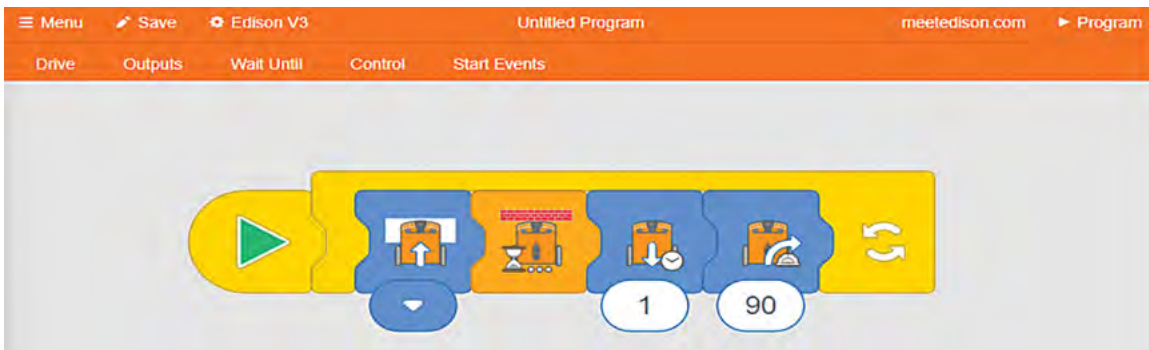 Menu Save Edison V3 Untitled Program meetedison.com Program
Drive Outputs Wait Until Control Start Events
1 90